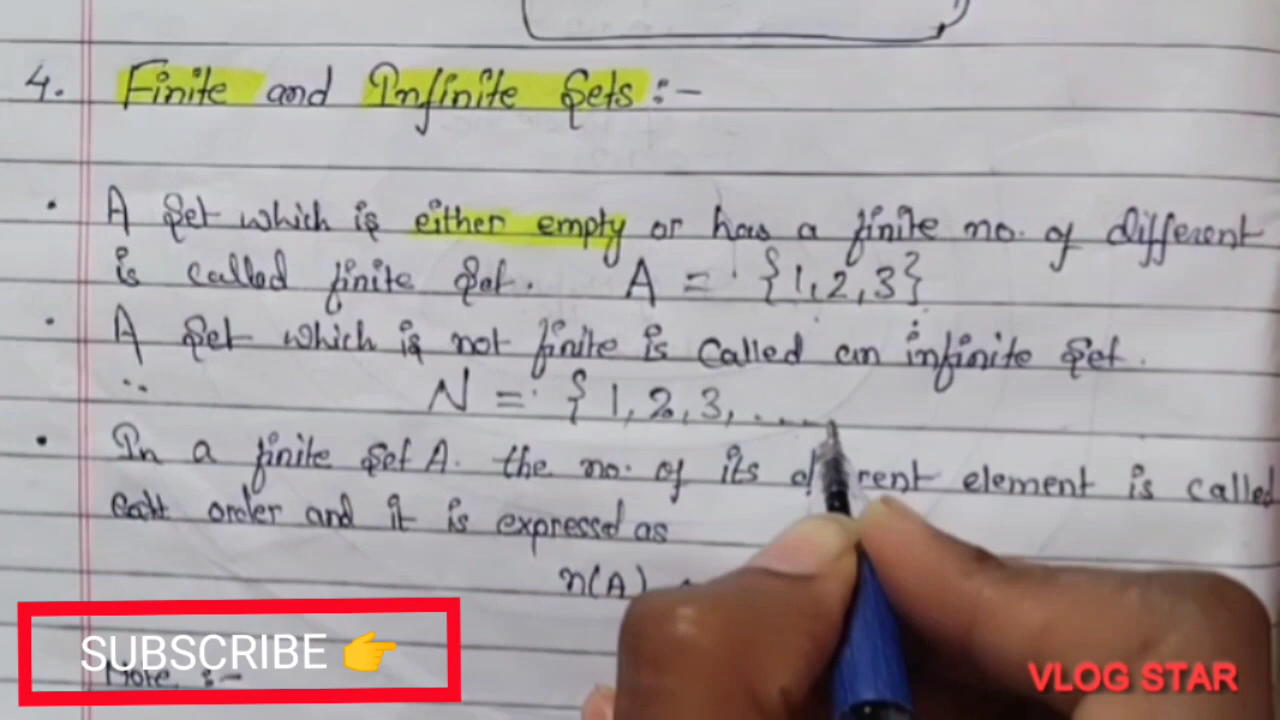 4. Finite and Infinite Sets :-
• A set which is either empty or has a finite no. of different
is called finite set. A = {1, 2, 3}
• A set which is not finite is called an infinite set.
N = { 1, 2, 3, ....
• In a finite set A. the no. of its rent element is called
order and it is expressed as
n(A)
SUBSCRIBE 👉
Note :-
VLOG STAR